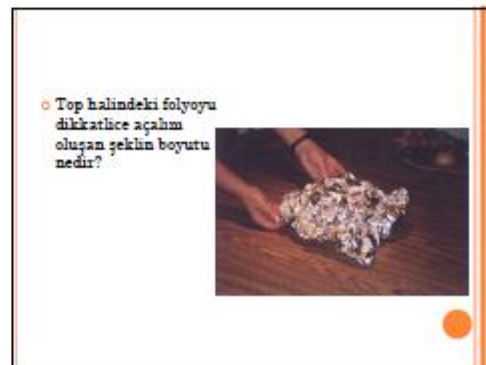 Top halindeki folyoyu
dikkatlice açalım
oluşan şeklin boyutu
nedir?